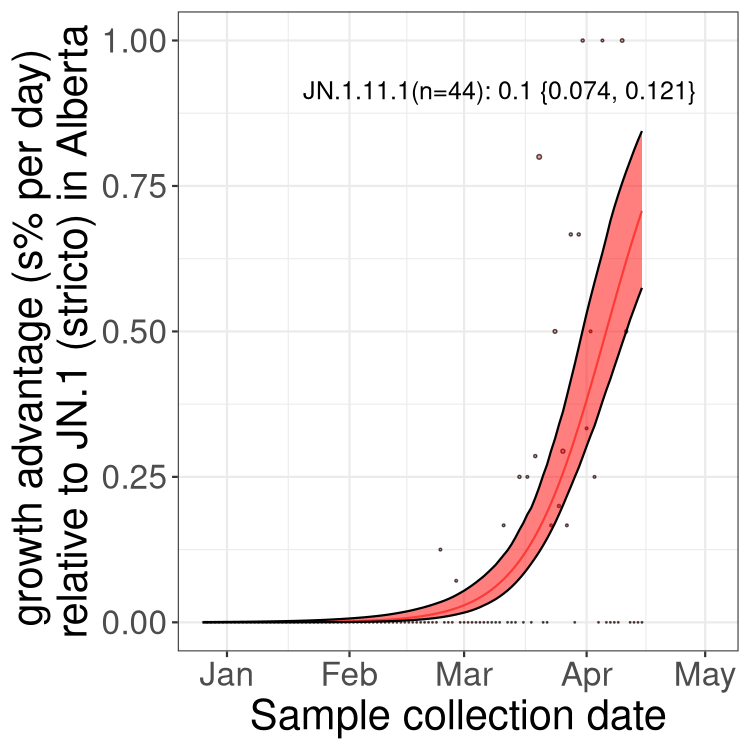 growth advantage (s% per day)
relative to JN.1 (stricto) in Alberta
1.00
0.75
0.50
0.25
0.00
JN.1.11.1(n=44): 0.1 {0.074, 0.121}
Jan Feb Mar Apr May
Sample collection date